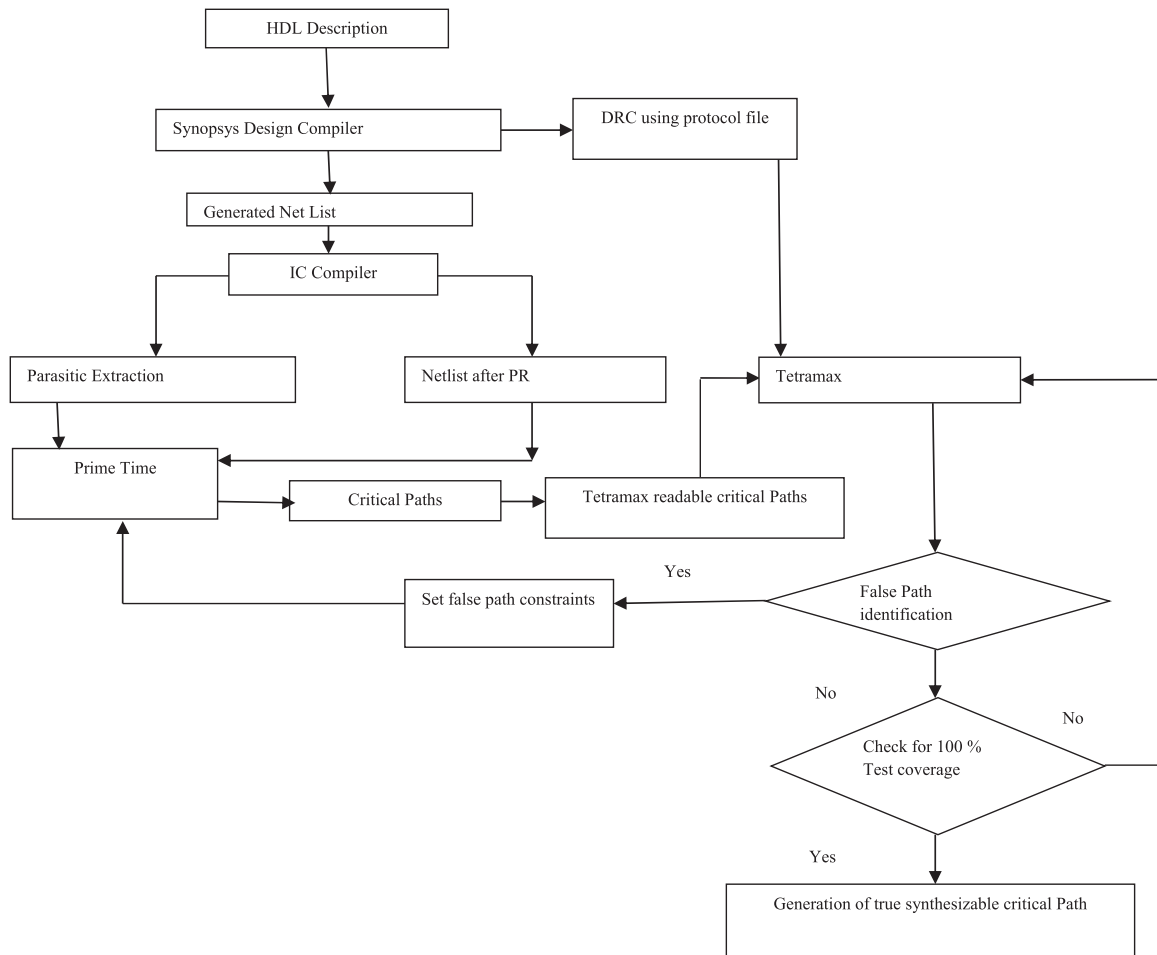 HDL Description
Synopsys Design Compiler
DRC using protocol file
Generated Net List
IC Compiler
Parasitic Extraction
Netlist after PR
Tetramax
Prime Time
Critical Paths
Tetramax readable critical Paths
Yes
Set false path constraints
False Path
identification
No
No
Check for 100 %
Test coverage
Yes
Generation of true synthesizable critical Path